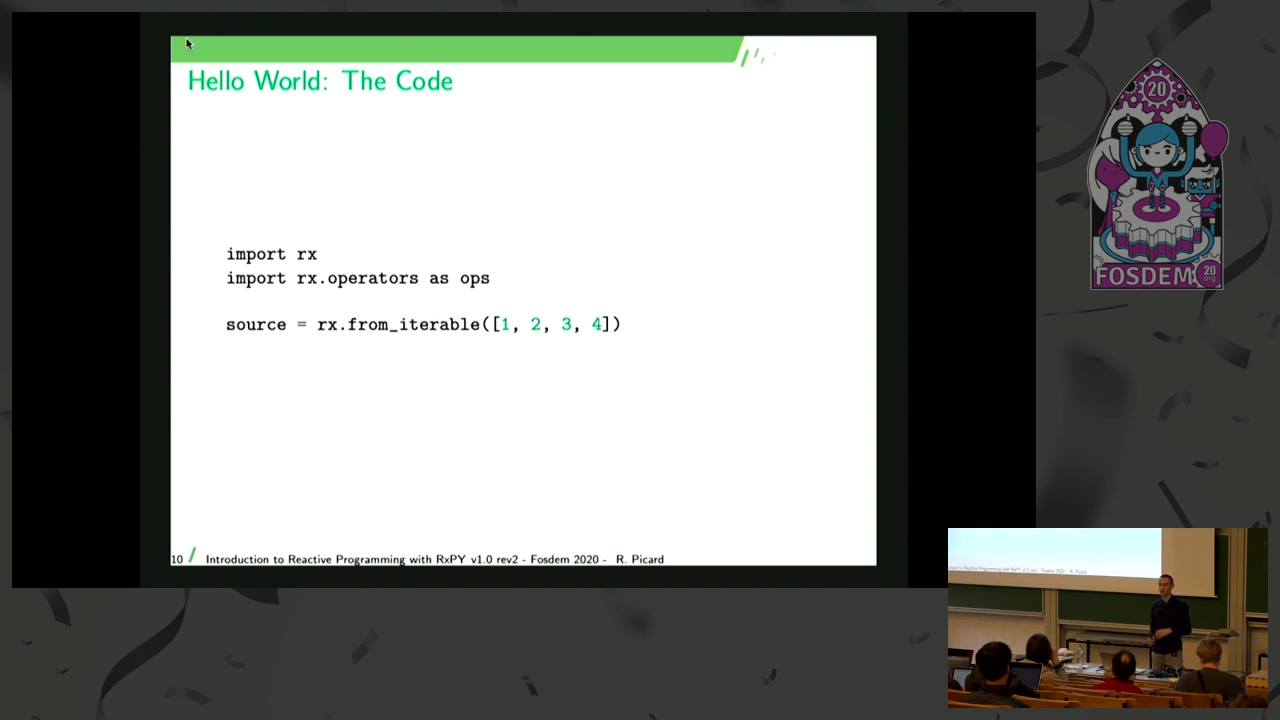 Hello World: The Code
import rx
import rx.operators as ops
source = rx.from_iterable([1, 2, 3, 4])
10 / Introduction to Reactive Programming with RxPY v1.0 rev2 - Fosdem 2020 - R. Picard
20
FOSDEM
20
.org